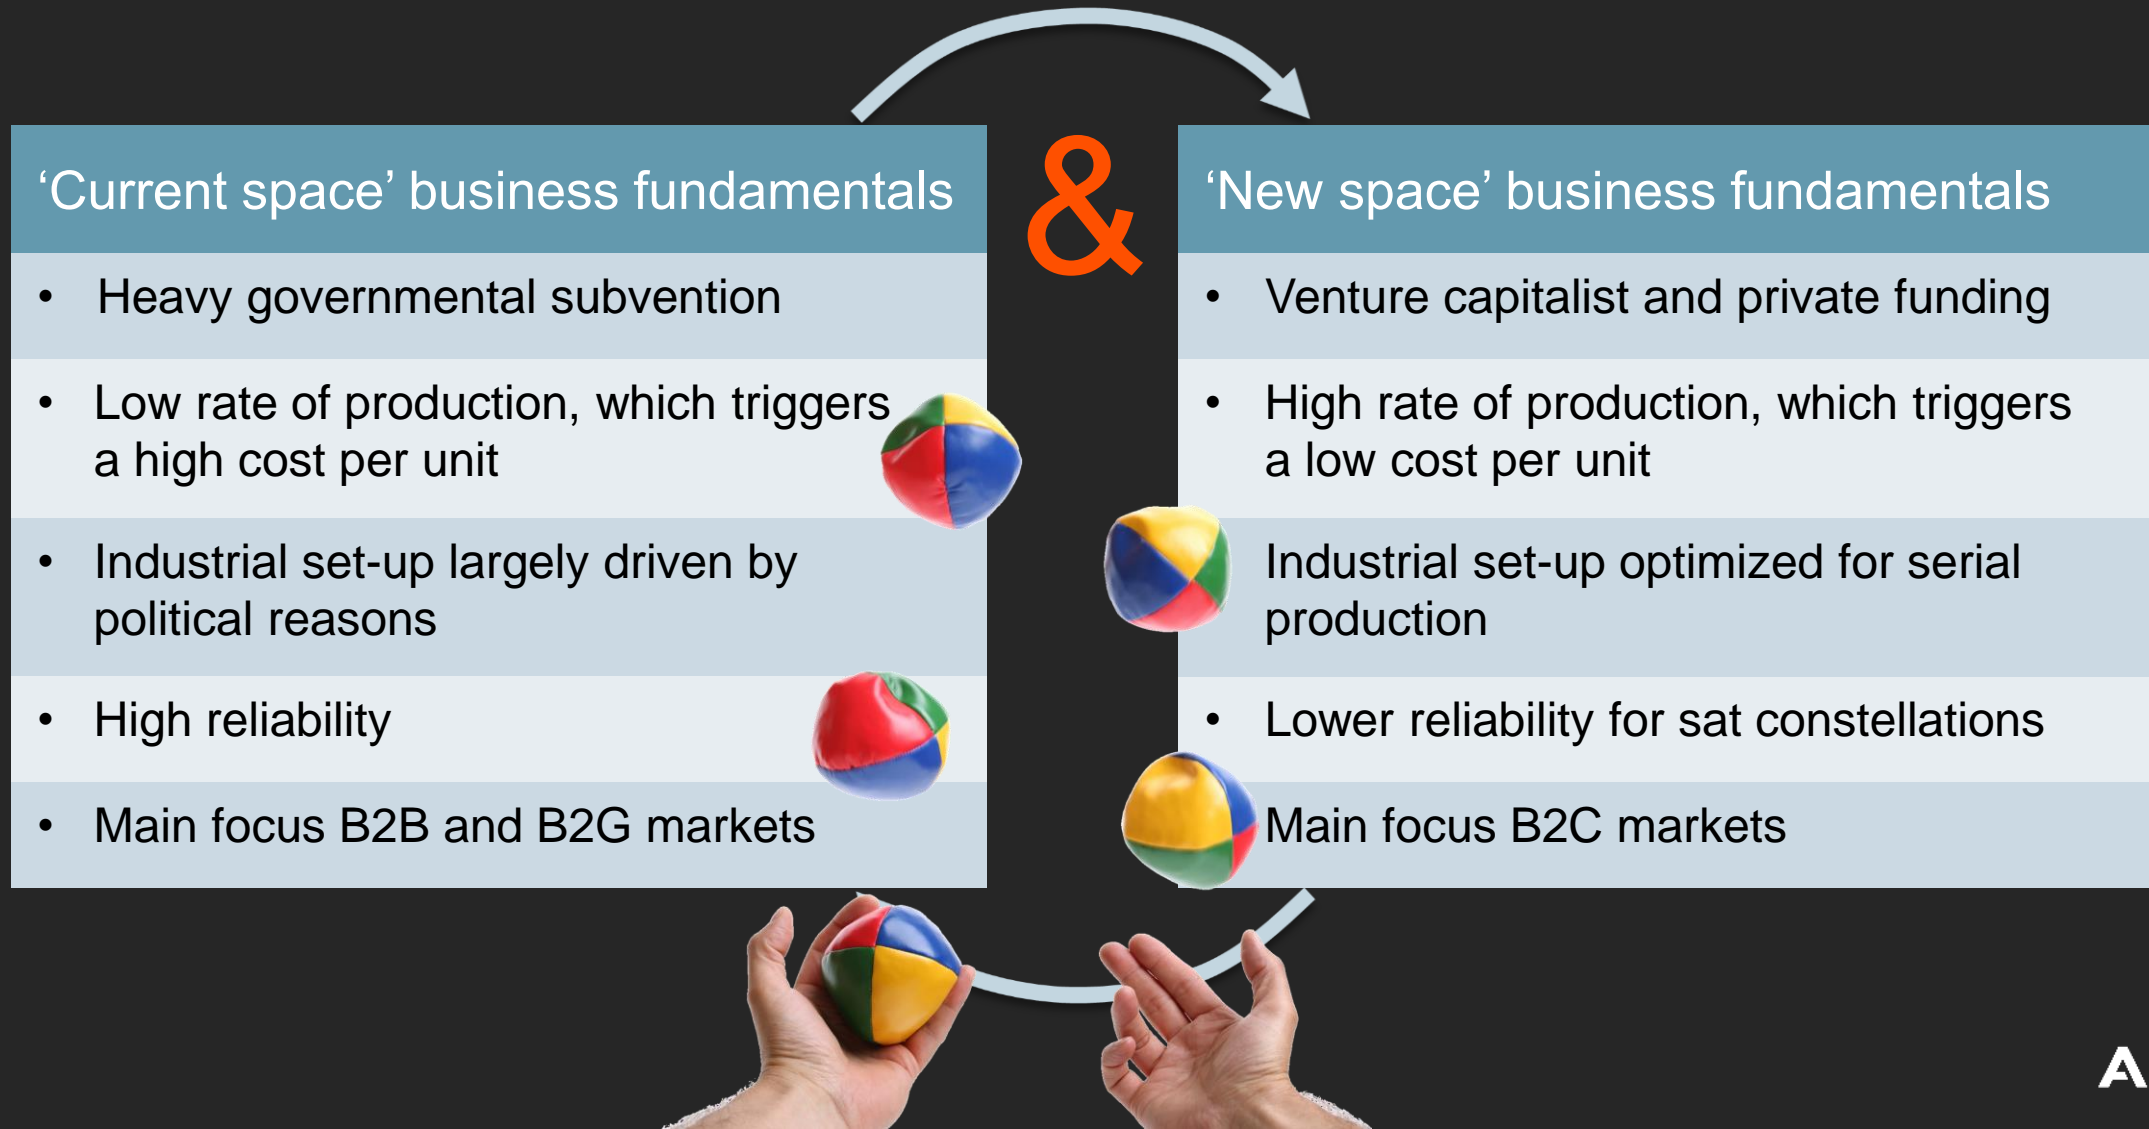 ‘Current space’ business fundamentals
• Heavy governmental subvention
• Low rate of production, which triggers
a high cost per unit
• Industrial set-up largely driven by
political reasons
• High reliability
• Main focus B2B and B2G markets
&
‘New space’ business fundamentals
• Venture capitalist and private funding
• High rate of production, which triggers
a low cost per unit
Industrial set-up optimized for serial
production
• Lower reliability for sat constellations
Main focus B2C markets
A